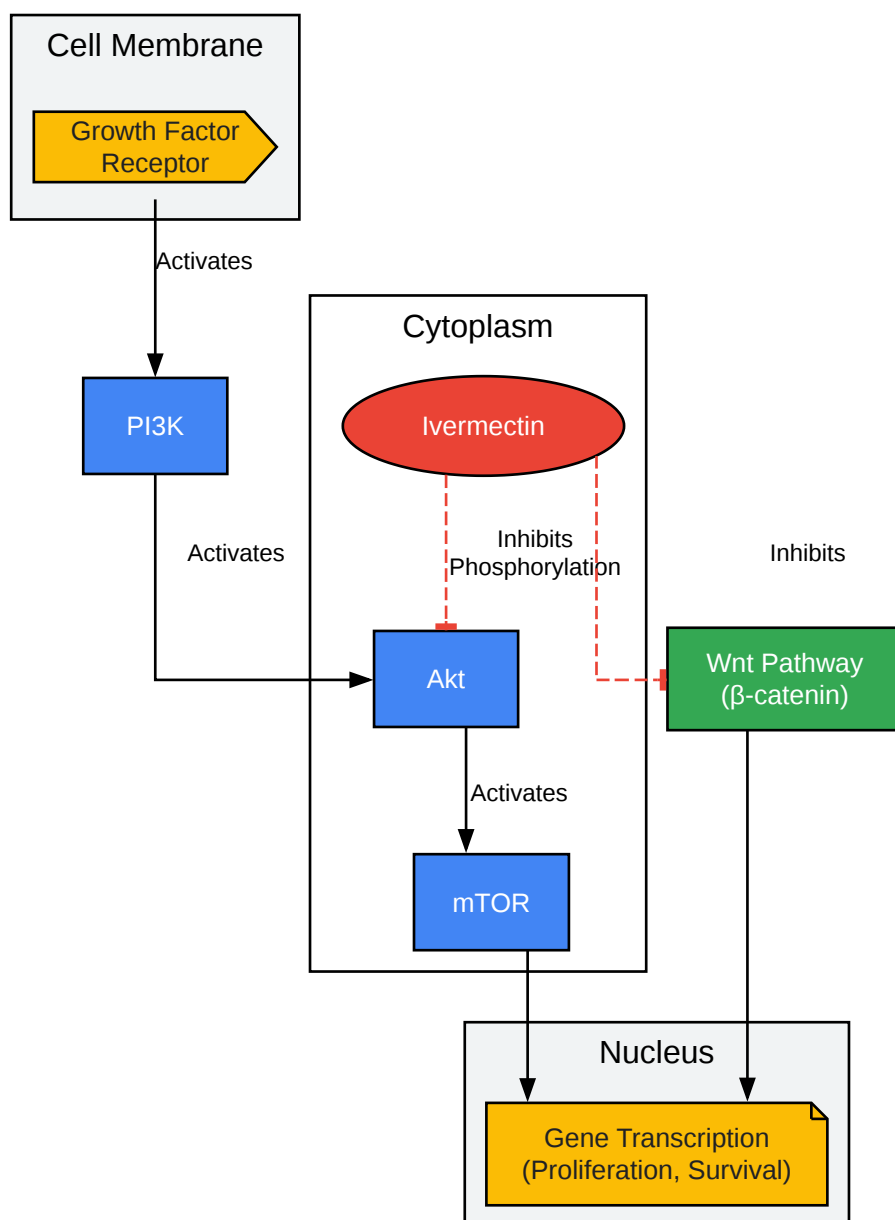 Cell Membrane
Growth Factor
Receptor
Activates
Cytoplasm
PI3K
Ivermectin
Activates
Inhibits
Phosphorylation
Inhibits
Akt
Wnt Pathway
(β-catenin)
Activates
mTOR
Nucleus
Gene Transcription
(Proliferation, Survival)